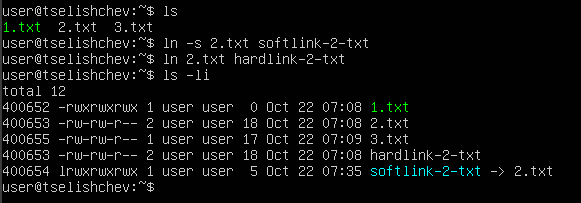 user@tselishchev:~$ ls
1.txt  2.txt  3.txt
user@tselishchev:~$ ln -s 2.txt softlink-2-txt
user@tselishchev:~$ ln 2.txt hardlink-2-txt
user@tselishchev:~$ ls -li
total 12
400652 -rwxrwxrwx 1 user user  0 Oct 22 07:08 1.txt
400653 -rw-rw-r-- 2 user user 18 Oct 22 07:08 2.txt
400655 -rw-rw-r-- 1 user user 17 Oct 22 07:09 3.txt
400653 -rw-rw-r-- 2 user user 18 Oct 22 07:08 hardlink-2-txt
400654 lrwxrwxrwx 1 user user  5 Oct 22 07:35 softlink-2-txt -> 2.txt
user@tselishchev:~$